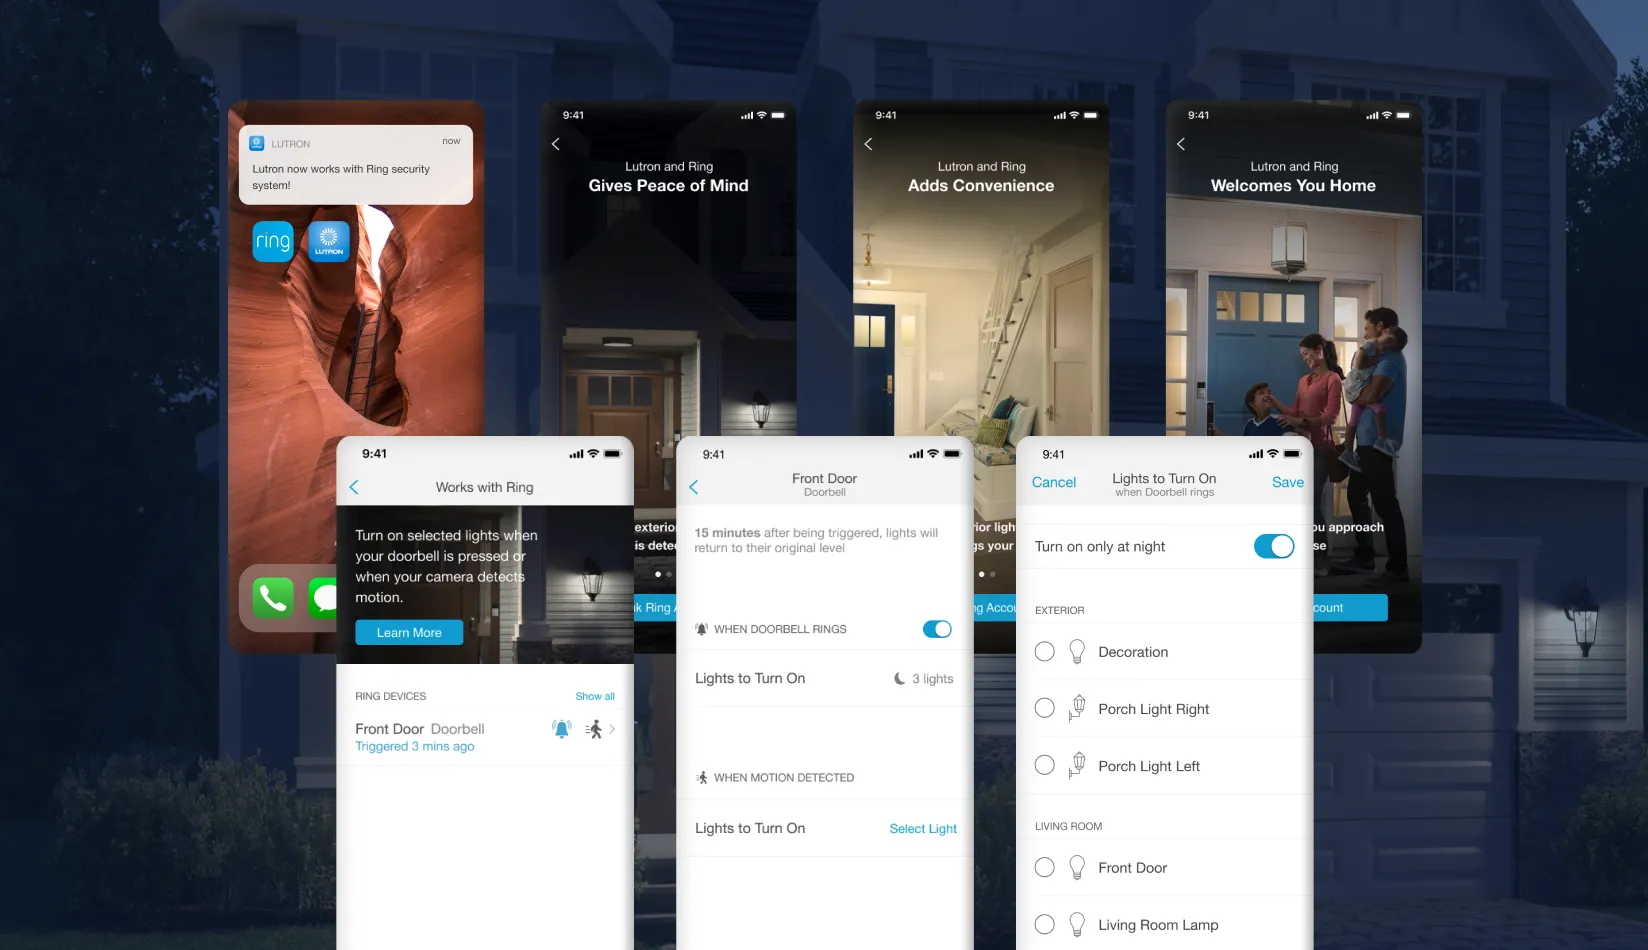 LUTRON
now
Lutron now works with Ring security
system!
ring
LUTRON
9:41
Lutron and Ring
Gives Peace of Mind
exterio
is detec
k Ring A
9:41
Lutron and Ring
Adds Convenience
ior ligh
gs your
ng Accou
9:41
Lutron and Ring
Welcomes You Home
ou approach
se
count
9:41
Works with Ring
Turn on selected lights when
your doorbell is pressed or
when your camera detects
motion.
Learn More
RING DEVICES
Show all
Front Door Doorbell
Triggered 3 mins ago
9:41
Front Door
Doorbell
15 minutes after being triggered, lights will
return to their original level
WHEN DOORBELL RINGS
Lights to Turn On
3 lights
WHEN MOTION DETECTED
Lights to Turn On
Select Light
9:41
Cancel
Lights to Turn On
when Doorbell rings
Save
Turn on only at night
EXTERIOR
Decoration
Porch Light Right
Porch Light Left
LIVING ROOM
Front Door
Living Room Lamp